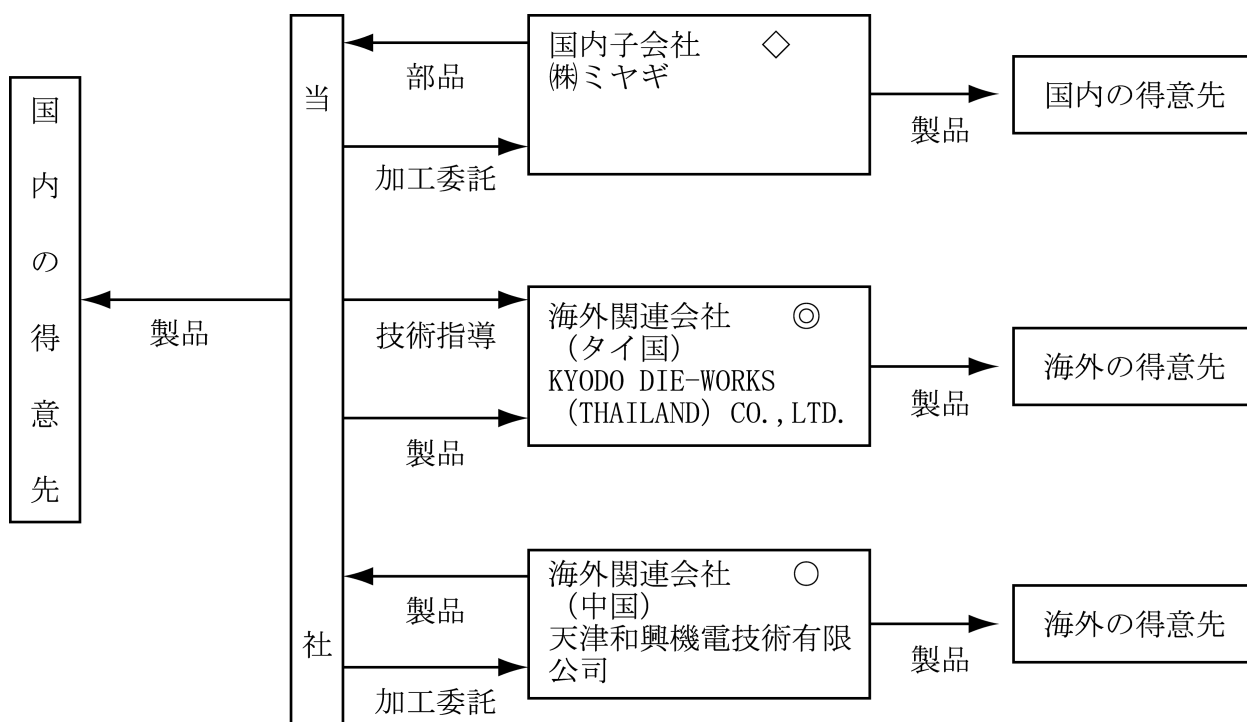 国内の得意先
製品
当社
部品
加工委託
国内子会社 ◇
㈱ミヤギ
製品
国内の得意先
技術指導
製品
海外関連会社 ◎
（タイ国）
KYODO DIE-WORKS
（THAILAND）CO.,LTD.
製品
海外の得意先
製品
加工委託
海外関連会社 ○
（中国）
天津和興機電技術有限
公司
製品
海外の得意先